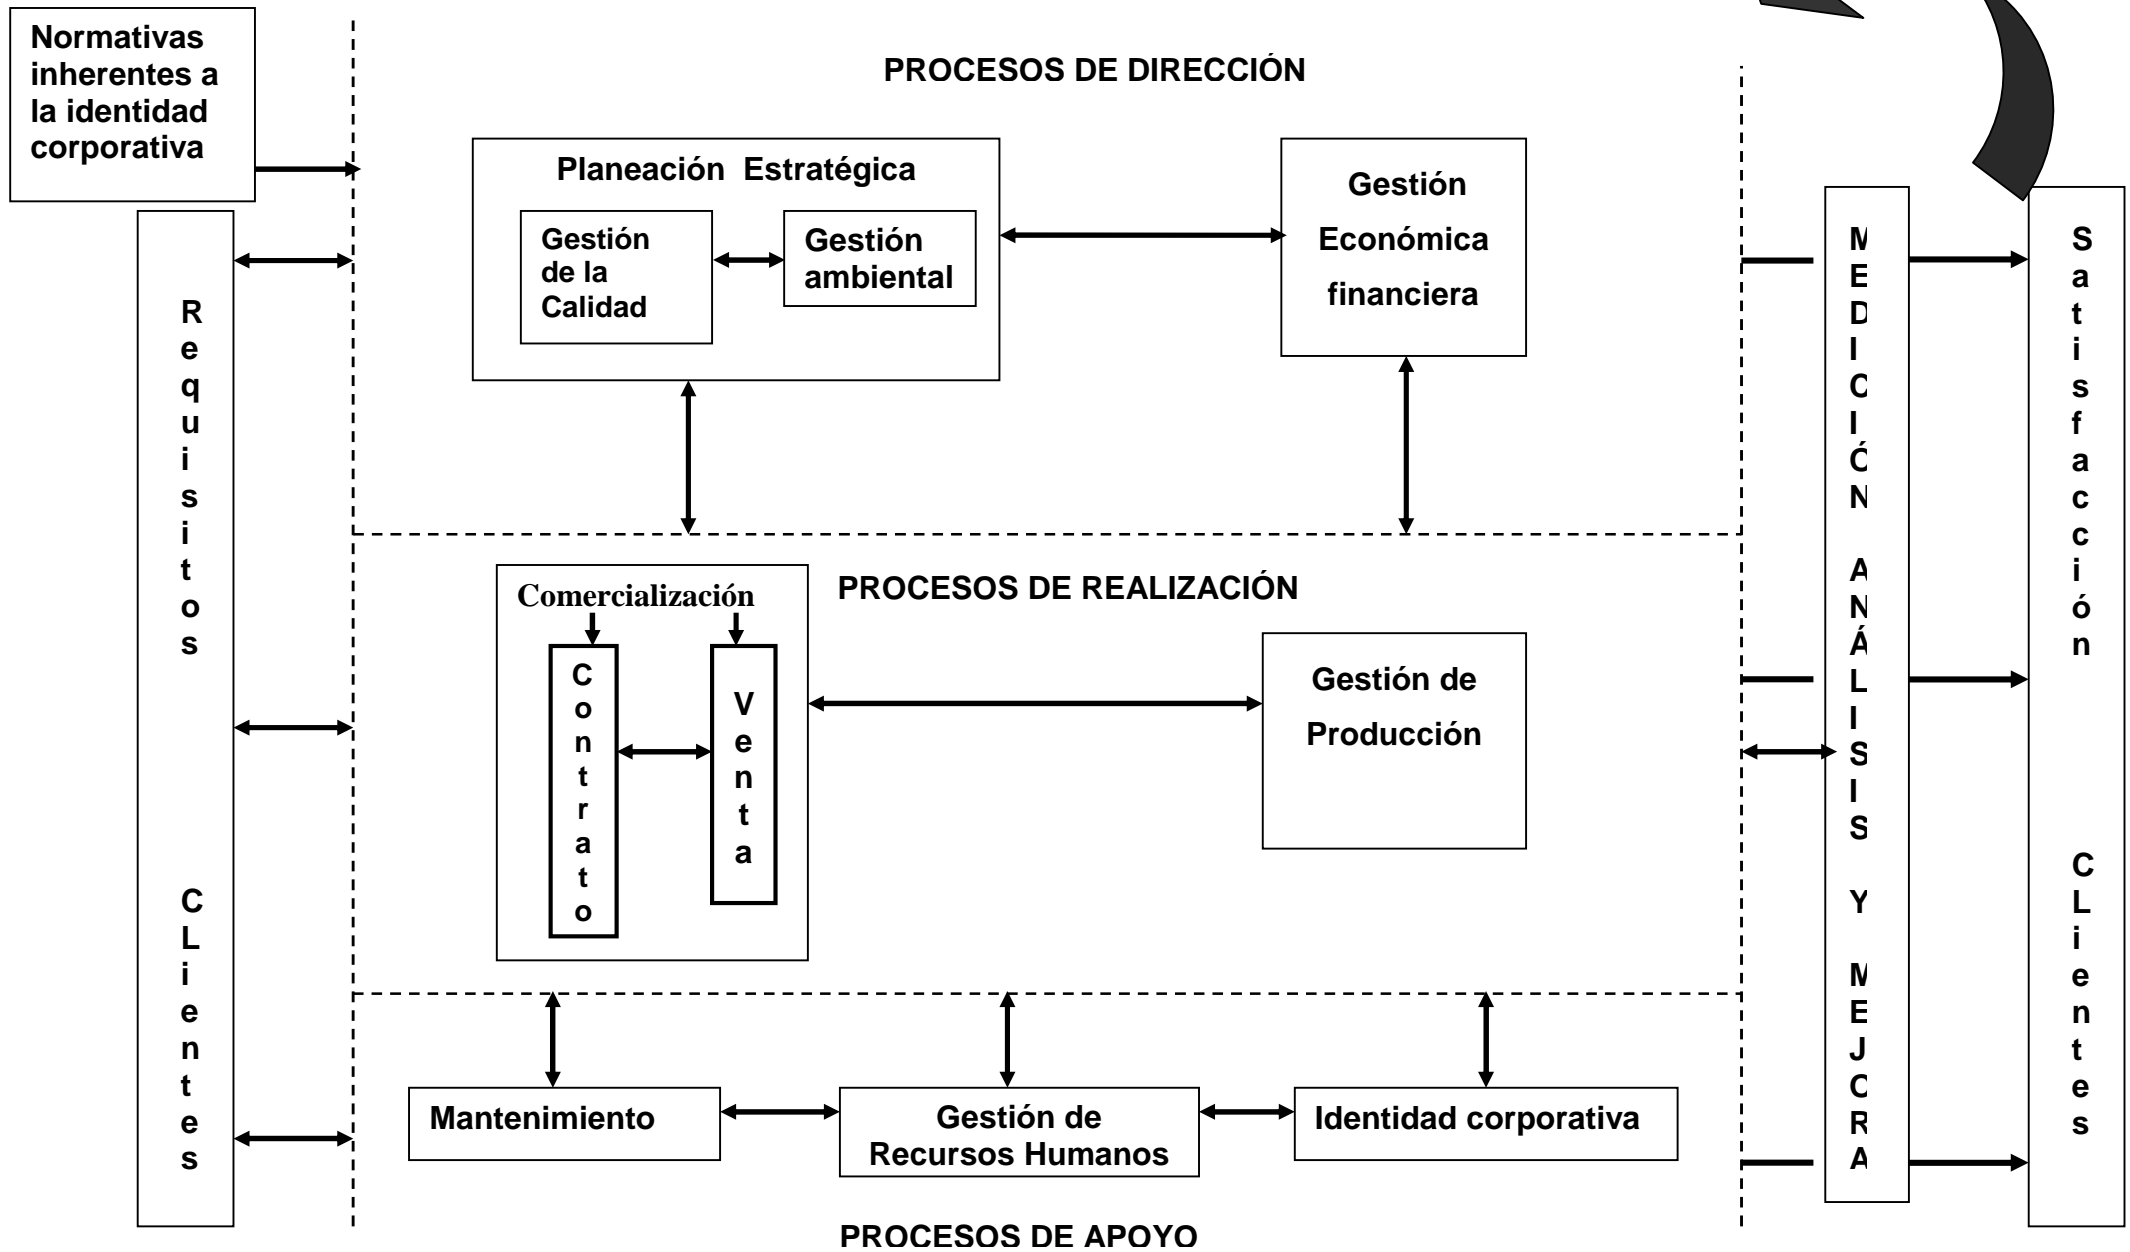 Normativas
inherentes a
la identidad
corporativa
PROCESOS DE DIRECCIÓN
Planeación Estratégica
Gestión
de la
Calidad
Gestión
ambiental
Gestión
Económica
financiera
Requisitos CLientes
PROCESOS DE REALIZACIÓN
Comercialización
Contrato
Venta
Gestión de
Producción
Mantenimiento
Gestión de
Recursos Humanos
Identidad corporativa
PROCESOS DE APOYO
MEDICIÓN ANÁLISIS Y MEJORA
Satisfacción CLientes